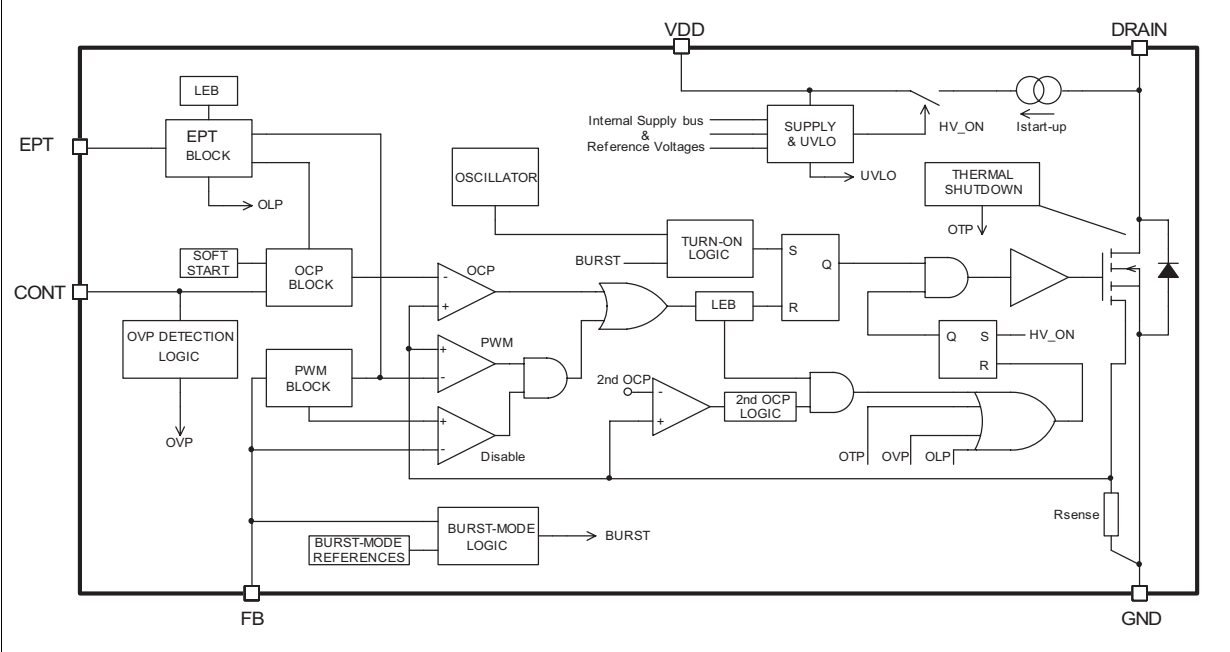 VDD
DRAIN
LEB
EPT
EPT
BLOCK
Internal Supply bus
&
Reference Voltages
SUPPLY
& UVLO
HV_ON
Istart-up
UVLO
OLP
OSCILLATOR
THERMAL
SHUTDOWN
OTP
SOFT
START
OCP
BLOCK
OCP
-
+
BURST
TURN-ON
LOGIC
S
Q
R
LEB
CONT
OVP DETECTION
LOGIC
OVP
PWM
BLOCK
PWM
+
-
+
-
Disable
2nd OCP
-
+
2nd OCP
LOGIC
Q
S
R
HV_ON
OTP
OVP
OLP
BURST-MODE
REFERENCES
BURST-MODE
LOGIC
BURST
Rsense
FB
GND